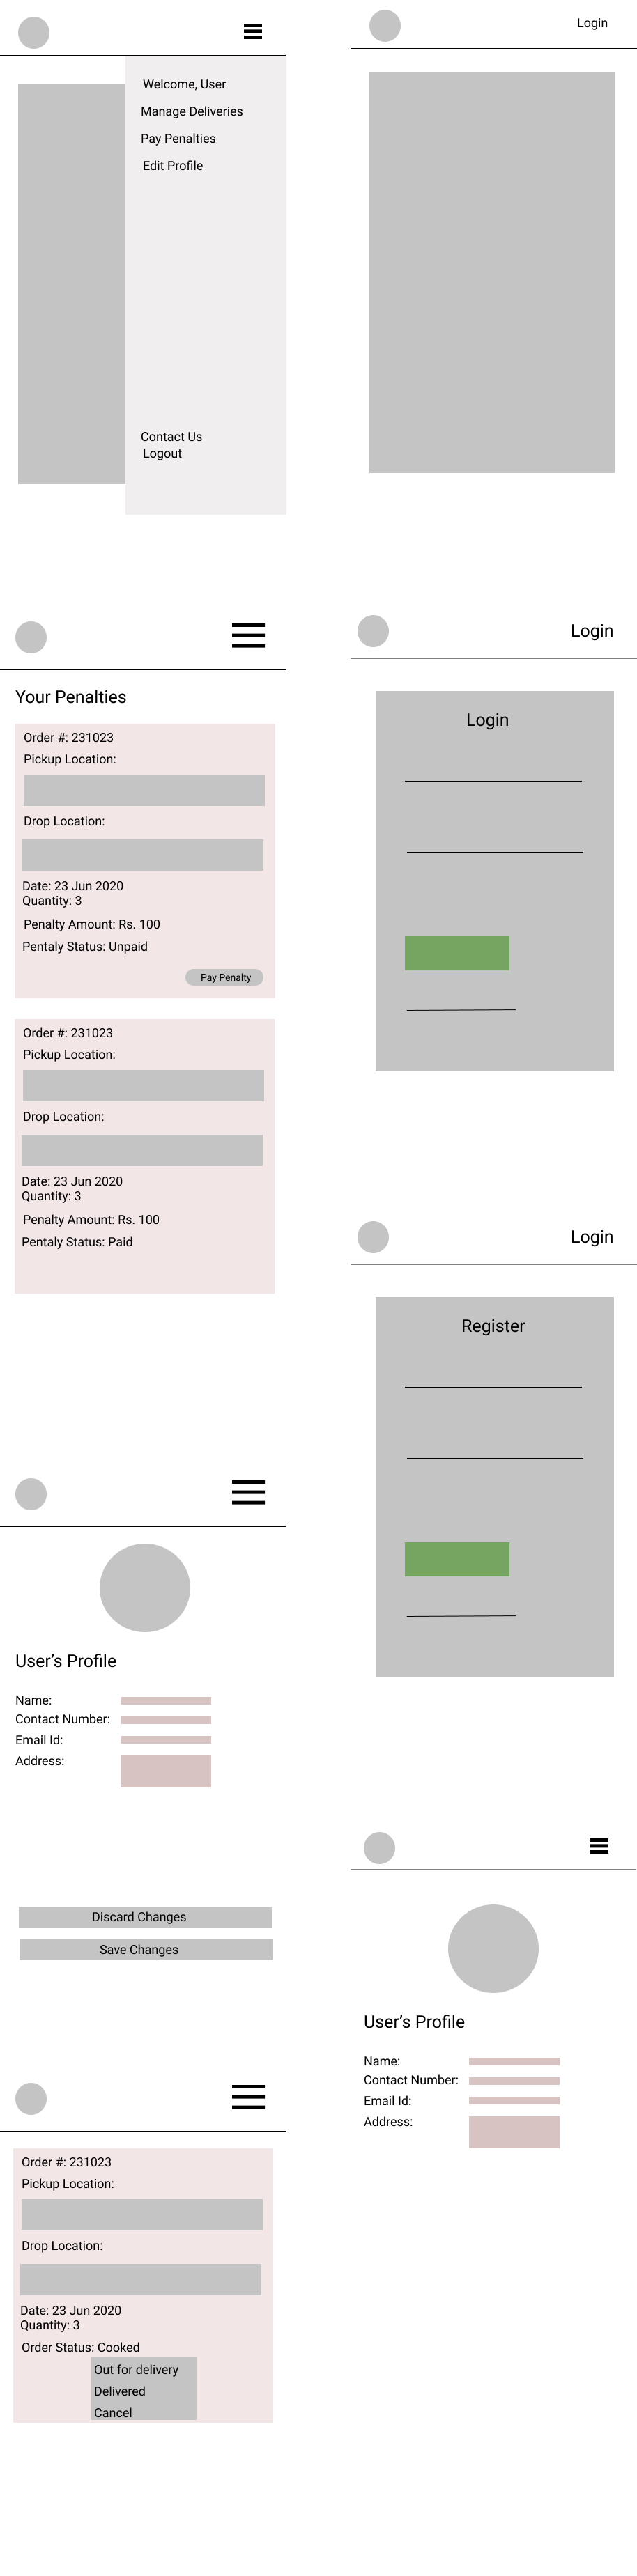 Welcome, User
Manage Deliveries
Pay Penalties
Edit Profile
Contact Us
Logout
Login
Your Penalties
Order #: 231023
Pickup Location:
Drop Location:
Date: 23 Jun 2020
Quantity: 3
Penalty Amount: Rs. 100
Pentaly Status: Unpaid
Pay Penalty
Order #: 231023
Pickup Location:
Drop Location:
Date: 23 Jun 2020
Quantity: 3
Penalty Amount: Rs. 100
Pentaly Status: Paid
Login
Login
Login
Register
User's Profile
Name:
Contact Number:
Email Id:
Address:
Discard Changes
Save Changes
User's Profile
Name:
Contact Number:
Email Id:
Address:
Order #: 231023
Pickup Location:
Drop Location:
Date: 23 Jun 2020
Quantity: 3
Order Status: Cooked
Out for delivery
Delivered
Cancel